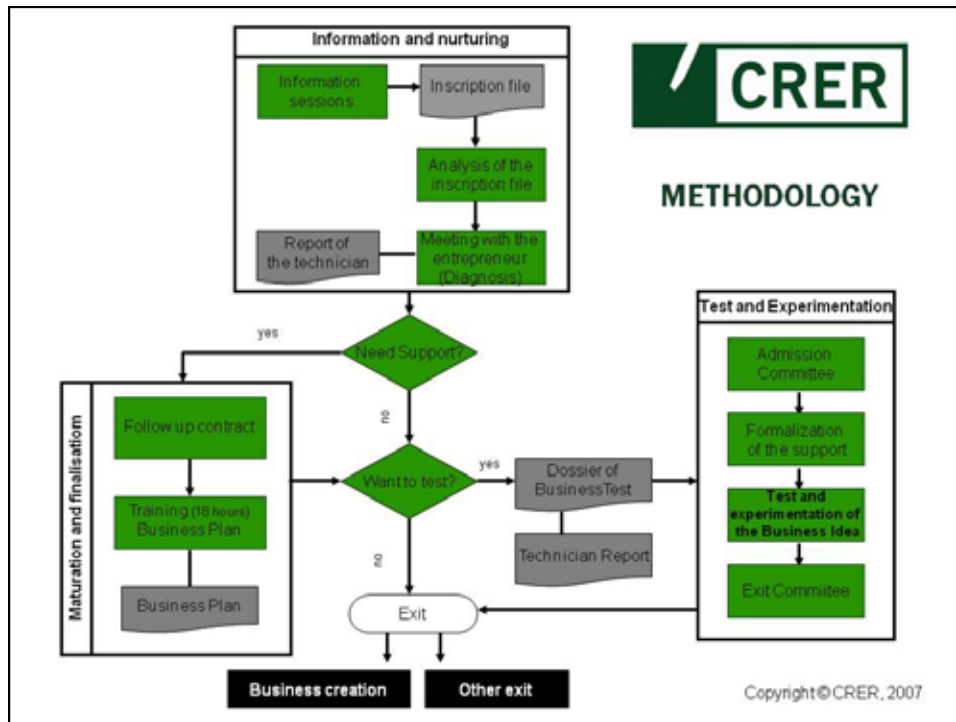 Information and nurturing
Information
sessions
Inscription file
Analysis of the
inscription file
Report of
the technician
Meeting with the
entrepreneur
(Diagnosis)
CRER
METHODOLOGY
yes
Need Support?
no
Maturation and finalisatiom
Follow up contract
Training (18 hours)
Business Plan
Business Plan
Want to test?
yes
no
Dossier of
BusinessTest
Technician Report
Test and Experimentation
Admission
Committee
Formalization
of the support
Test and
experimentation of
the Business Idea
Exit Commiitee
Exit
Business creation
Other exit
Copyright © CRER, 2007